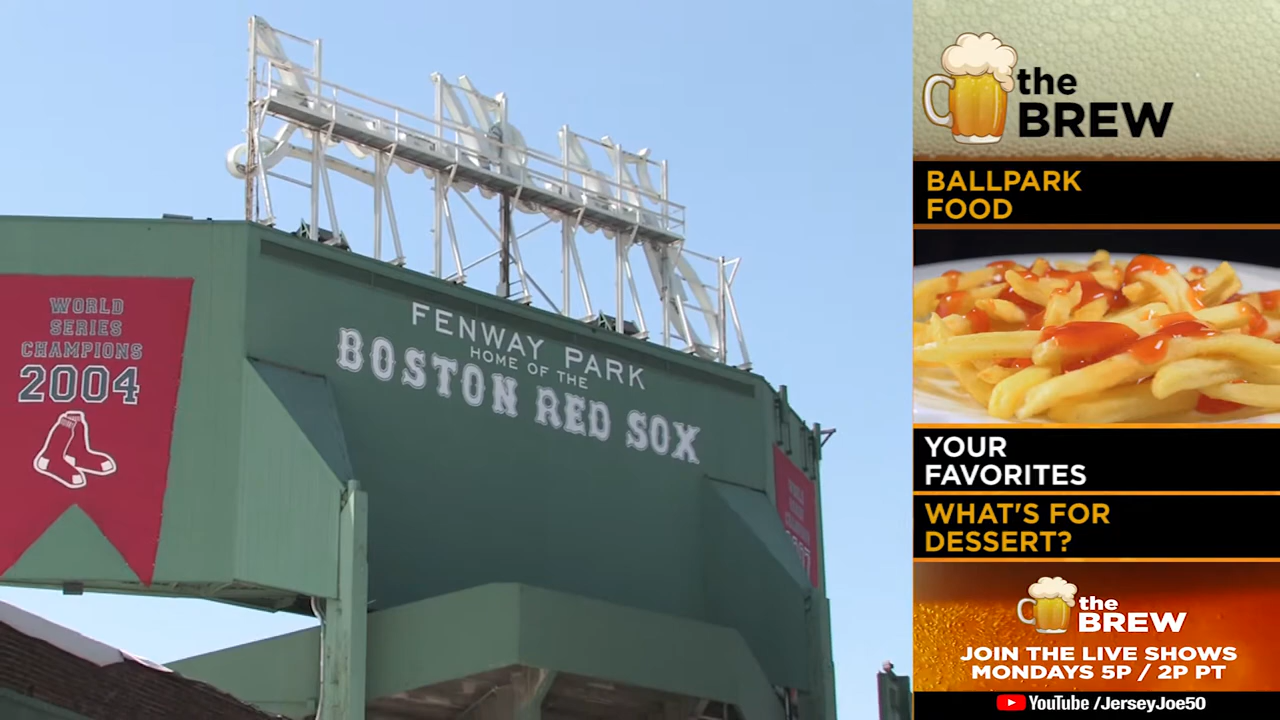 WORLD
SERIES
CHAMPIONS
2004
FENWAY PARK
HOME OF THE
BOSTON RED SOX
the
BREW
BALLPARK
FOOD
YOUR
FAVORITES
WHAT'S FOR
DESSERT?
the
BREW
JOIN THE LIVE SHOWS
MONDAYS 5P / 2P PT
YouTube /JerseyJoe50